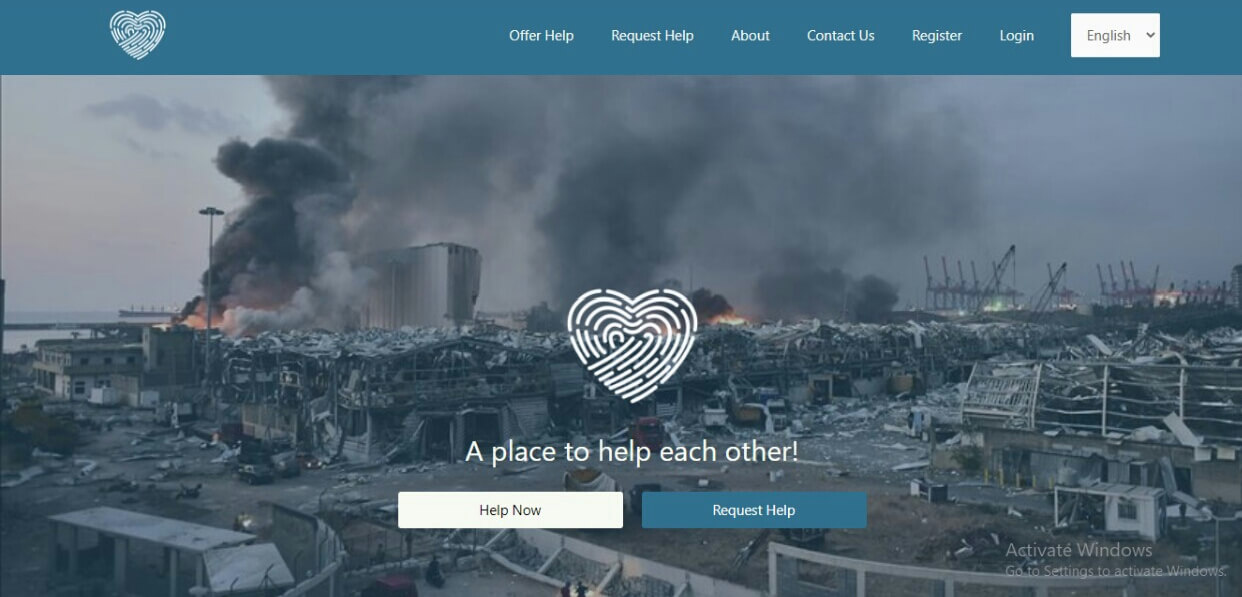 Offer Help
Request Help
About
Contact Us
Register
Login
English
A place to help each other!
Help Now
Request Help
Activaté Windows
Go to Settings to activate Windows.